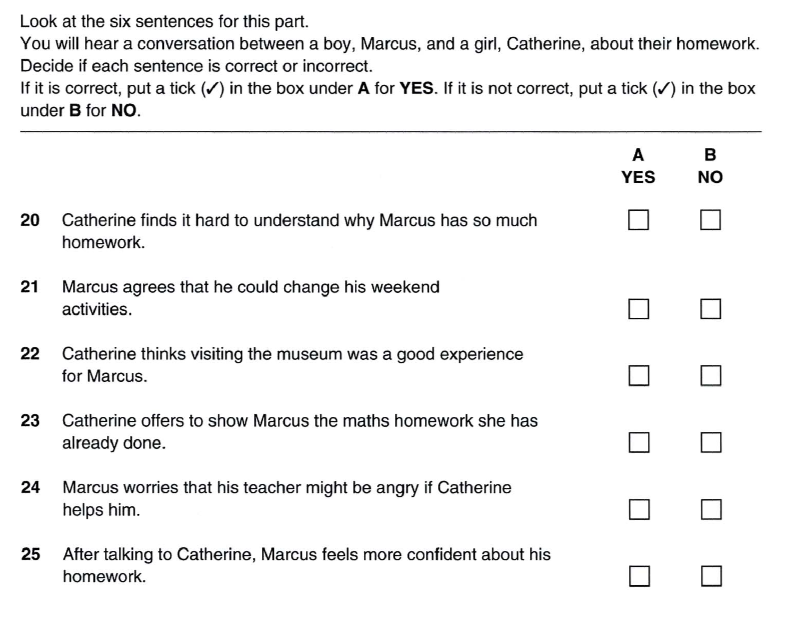 Look at the six sentences for this part.
You will hear a conversation between a boy, Marcus, and a girl, Catherine, about their homework.
Decide if each sentence is correct or incorrect.
If it is correct, put a tick (✓) in the box under A for YES. If it is not correct, put a tick (✓) in the box
under B for NO.
A B
YES NO
20 Catherine finds it hard to understand why Marcus has so much
homework.
21 Marcus agrees that he could change his weekend
activities.
22 Catherine thinks visiting the museum was a good experience
for Marcus.
23 Catherine offers to show Marcus the maths homework she has
already done.
24 Marcus worries that his teacher might be angry if Catherine
helps him.
25 After talking to Catherine, Marcus feels more confident about his
homework.